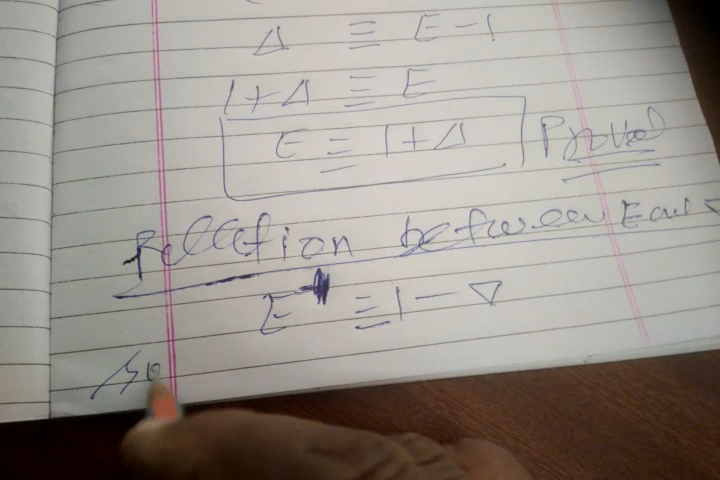 Δ ≡ E-1
1+Δ ≡ E
E ≡ 1+Δ Proved
Relation between E and ∇
E⁻¹ ≡ 1-∇
So